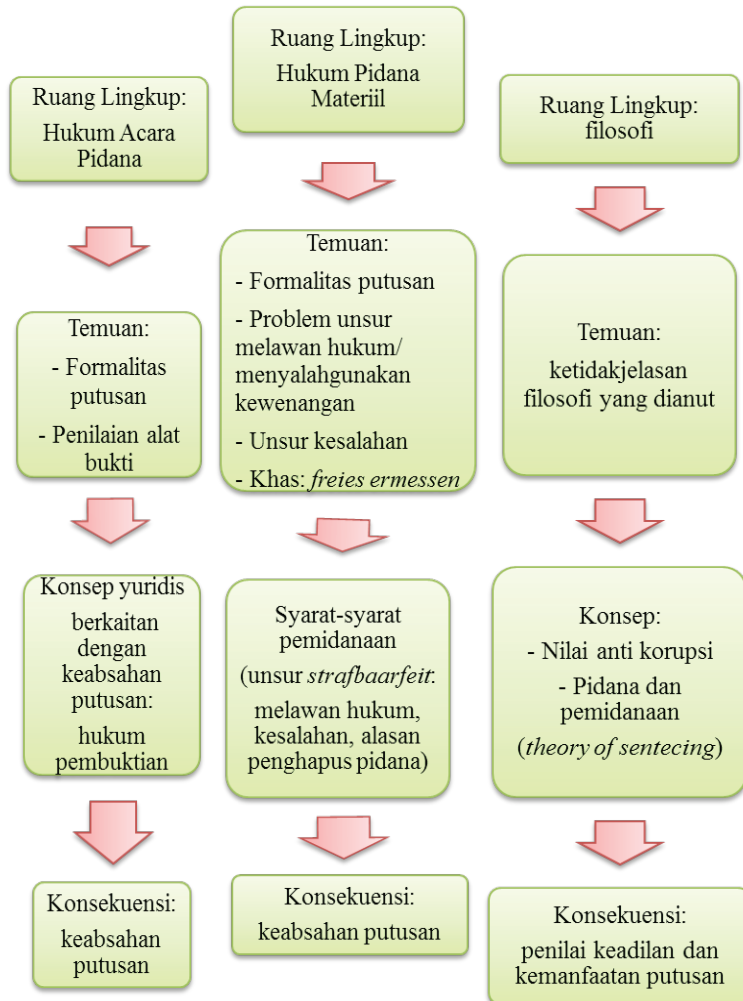 Ruang Lingkup:
Hukum Acara
Pidana
Temuan:
- Formalitas
putusan
- Penilaian alat
bukti
Konsep yuridis
berkaitan
dengan
keabsahan
putusan:
hukum
pembuktian
Konsekuensi:
keabsahan
putusan
Ruang Lingkup:
Hukum Pidana
Materiil
Temuan:
- Formalitas putusan
- Problem unsur
melawan hukum/
menyalahgunakan
kewenangan
- Unsur kesalahan
- Khas: freies ermessen
Syarat-syarat
pemidanaan
(unsur strafbaarfeit:
melawan hukum,
kesalahan, alasan
penghapus pidana)
Konsekuensi:
keabsahan putusan
Ruang Lingkup:
filosofi
Temuan:
ketidakjelasan
filosofi yang dianut
Konsep:
- Nilai anti korupsi
- Pidana dan
pemidanaan
(theory of sentecing)
Konsekuensi:
penilai keadilan dan
kemanfaatan putusan